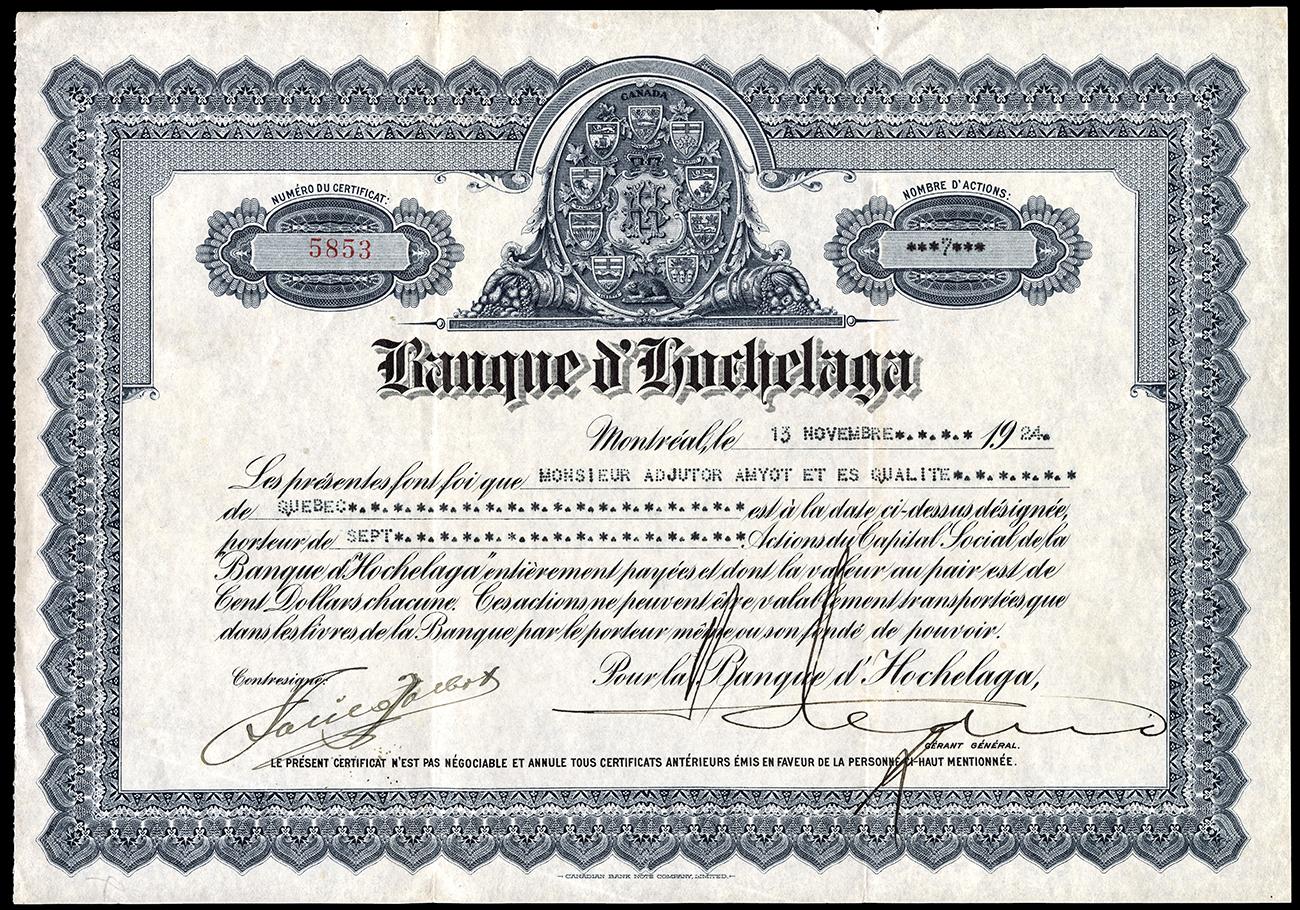 CANADA
NUMÉRO DU CERTIFICAT:
5853
NOMBRE D'ACTIONS:
***7***
Banque d'Hochelaga
Montréal, le 13 NOVEMBRE*.*.*.* 1924.
Les présentes font foi que MONSIEUR ADJUTOR AMYOT ET ES QUALITE*.*.*.*.*.*
de QUEBEC*.*.*.*.*.*.*.*.*.*.*.*.*.*.*.*.*.* est à la date ci-dessus désignée,
porteur de SEPT*.*.*.*.*.*.*.*.*.*.*.*.*.*.*.* Actions du Capital Social de la
"Banque d'Hochelaga" entièrement payées et dont la valeur au pair est de
Cent Dollars chacune. Ces actions ne peuvent être valablement transportées que
dans les livres de la Banque par le porteur même ou son fondé de pouvoir.
Contresigné:
Pour la Banque d'Hochelaga,
GÉRANT GÉNÉRAL.
LE PRÉSENT CERTIFICAT N'EST PAS NÉGOCIABLE ET ANNULE TOUS CERTIFICATS ANTÉRIEURS ÉMIS EN FAVEUR DE LA PERSONNE CI-HAUT MENTIONNÉE.
CANADIAN BANK NOTE COMPANY, LIMITED.